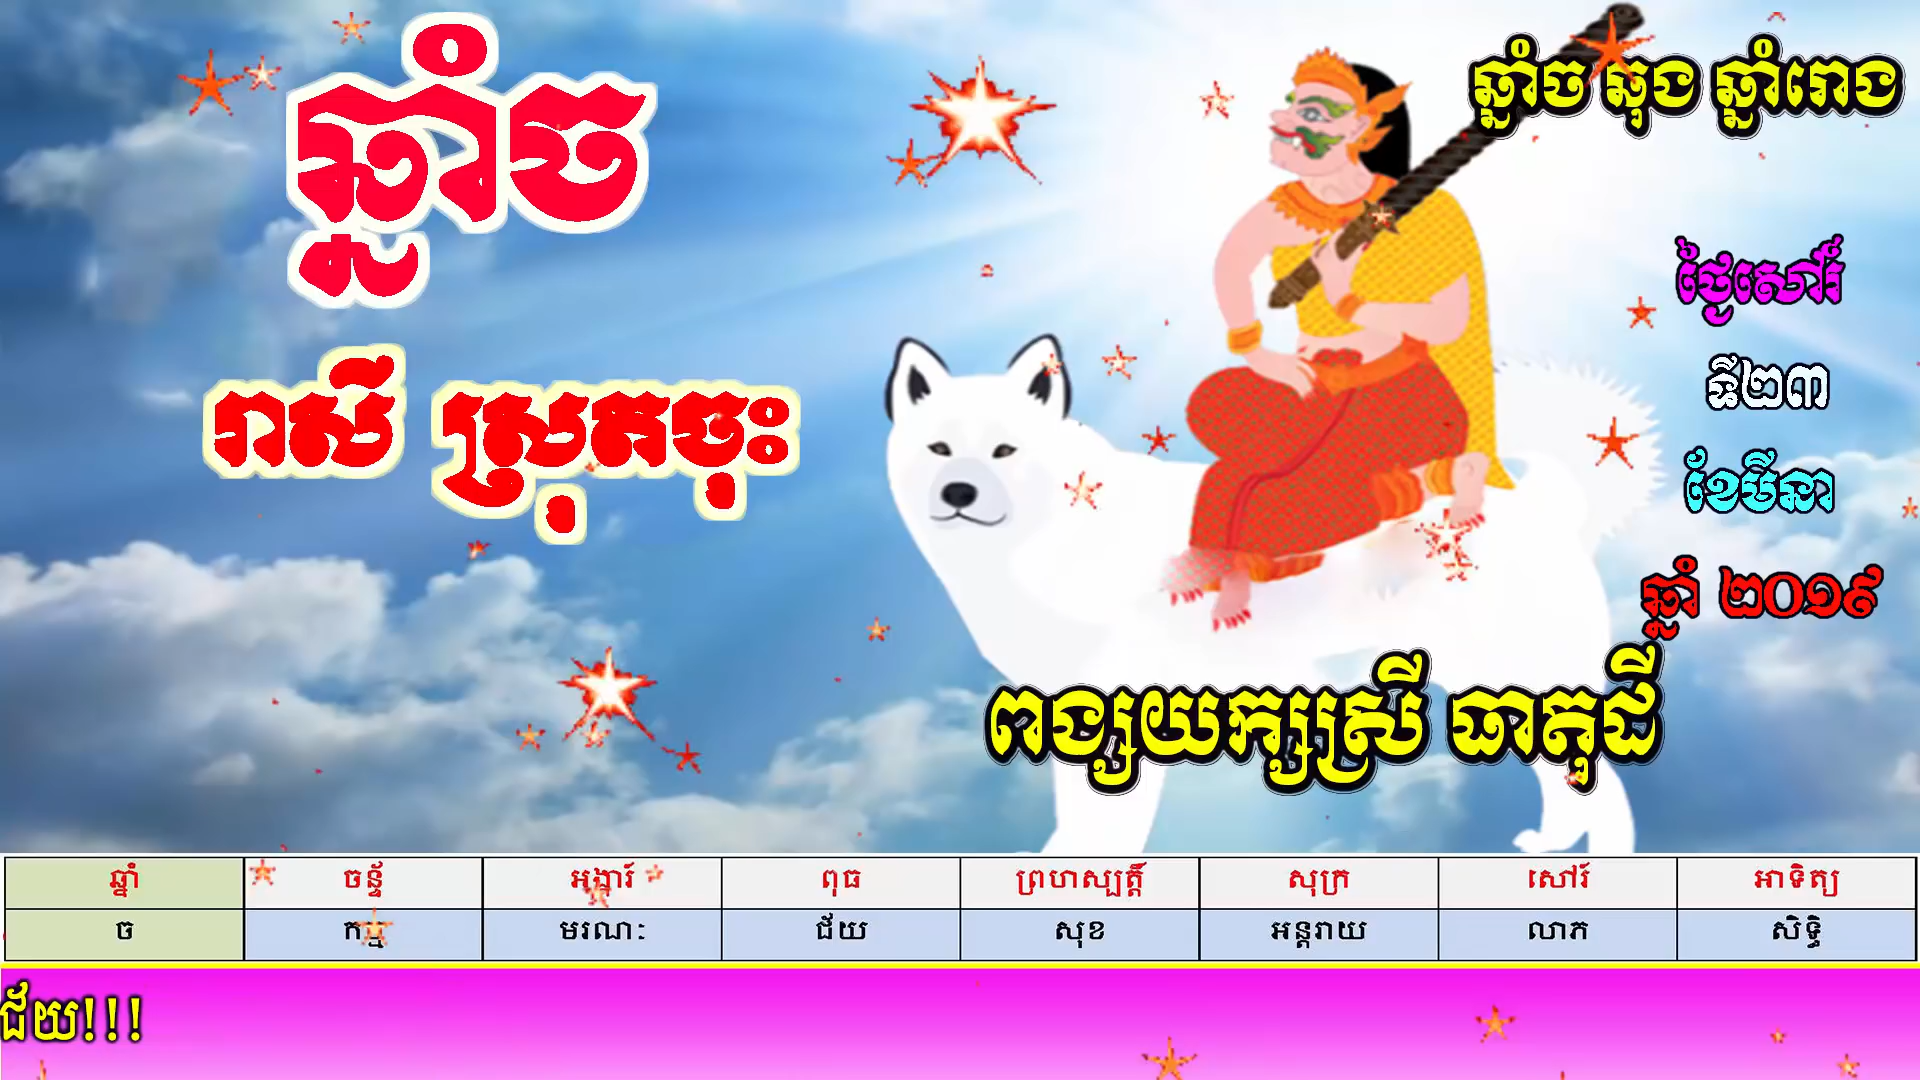 ឆ្នាំច
រាសី ស្រុតចុះ
ឆ្នាំច ឆុង ឆ្នាំរោង
ថ្ងៃសៅរ៍
ទី២៣
ខែមីនា
ឆ្នាំ ២០១៩
ពង្សយក្សស្រី ធាតុដី
ឆ្នាំ ចន្ទ័ អង្គារ៍ ពុធ ព្រហស្បត្តិ៍ សុក្រ សៅរ៍ អាទិត្យ
ច កម្ម មរណៈ ជ័យ សុខ អន្តរាយ លាភ សិទ្ធិ
ជ័យ!!!